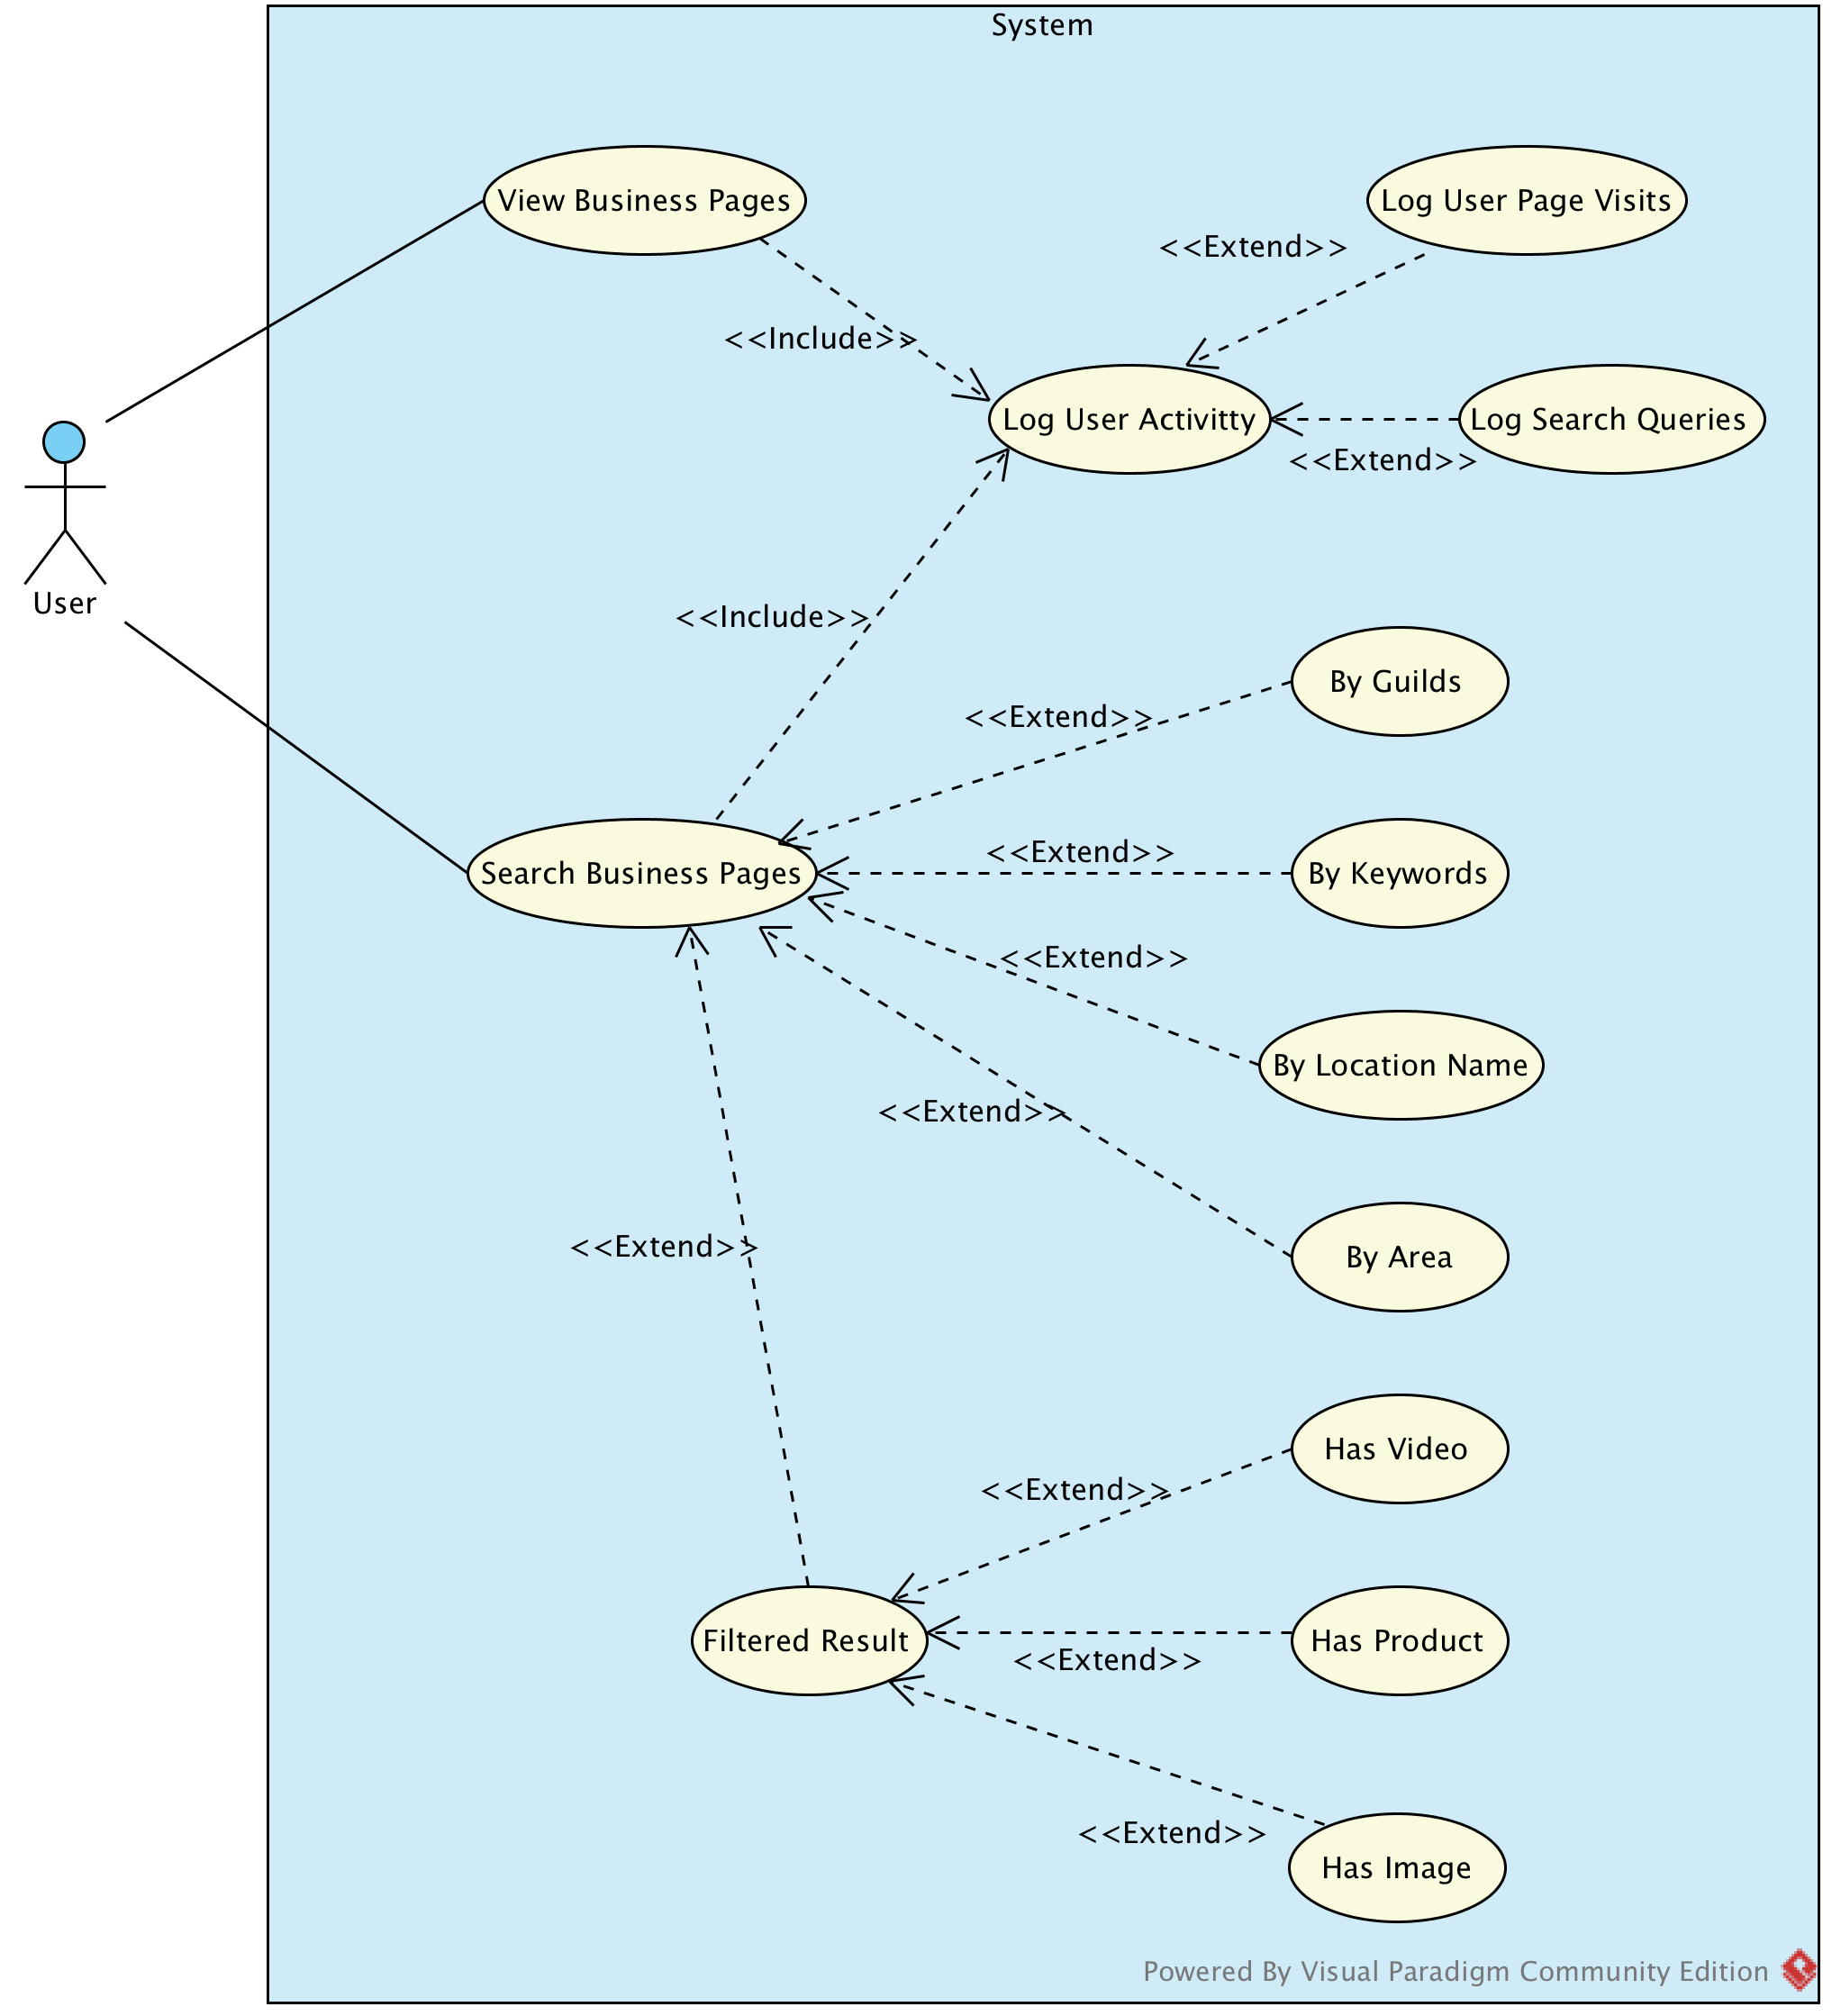 System
View Business Pages
Log User Page Visits
<<Extend>>
<<Include>>
Log User Activitty
Log Search Queries
<<Extend>>
User
<<Include>>
By Guilds
<<Extend>>
<<Extend>>
Search Business Pages
By Keywords
<<Extend>>
By Location Name
<<Extend>>
<<Extend>>
By Area
Has Video
<<Extend>>
Filtered Result
Has Product
<<Extend>>
<<Extend>>
Has Image
Powered By Visual Paradigm Community Edition